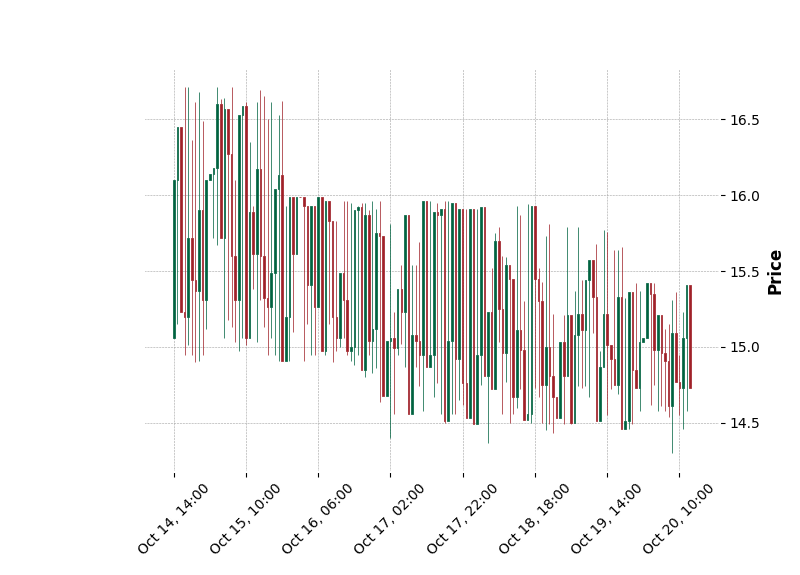 16.5
16.0
15.5
15.0
14.5
Price
Oct 14, 14:00
Oct 15, 10:00
Oct 16, 06:00
Oct 17, 02:00
Oct 17, 22:00
Oct 18, 18:00
Oct 19, 14:00
Oct 20, 10:00